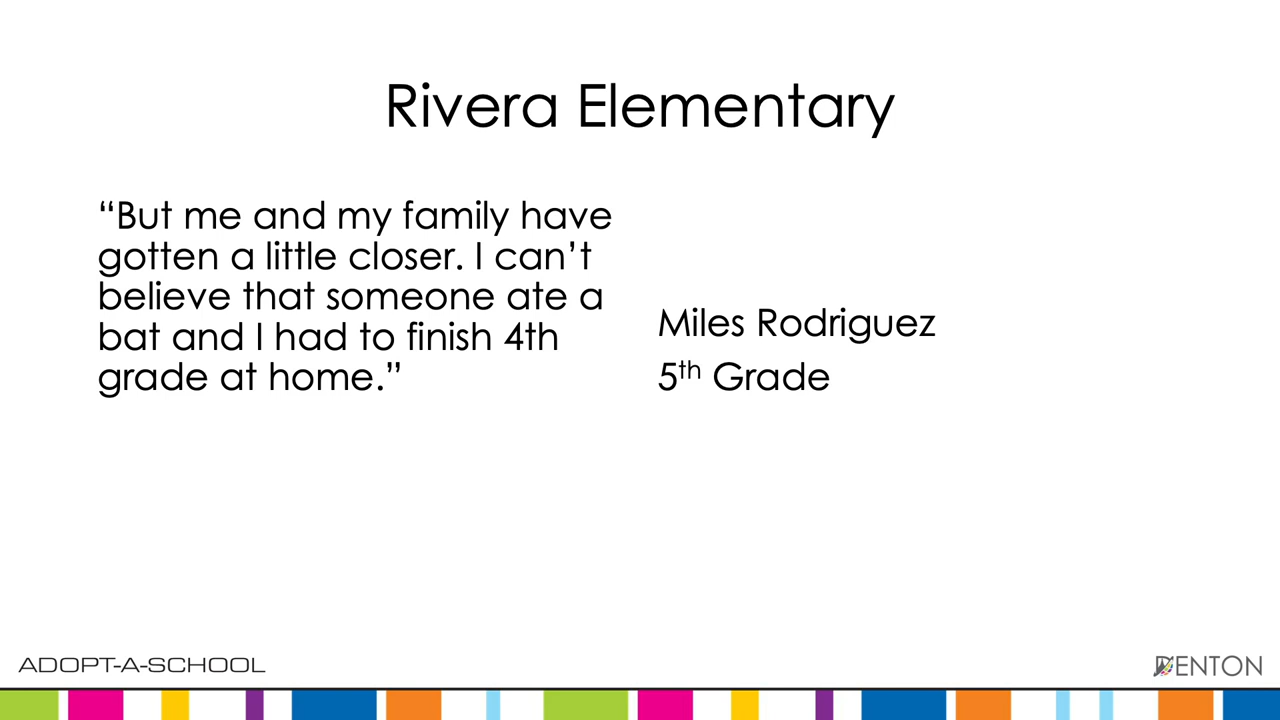 Rivera Elementary
“But me and my family have
gotten a little closer. I can’t
believe that someone ate a
bat and I had to finish 4th
grade at home.”
Miles Rodriguez
5th Grade
ADOPT-A-SCHOOL
DENTON